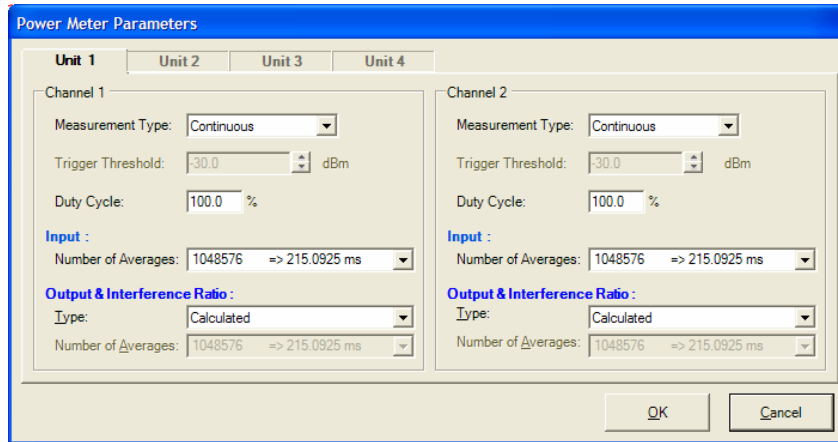 Power Meter Parameters
Unit 1 Unit 2 Unit 3 Unit 4
Channel 1
Measurement Type: Continuous
Trigger Threshold: -30.0 dBm
Duty Cycle: 100.0 %
Input :
Number of Averages: 1048576 => 215.0925 ms
Output & Interference Ratio :
Type: Calculated
Number of Averages: 1048576 => 215.0925 ms
Channel 2
Measurement Type: Continuous
Trigger Threshold: -30.0 dBm
Duty Cycle: 100.0 %
Input :
Number of Averages: 1048576 => 215.0925 ms
Output & Interference Ratio :
Type: Calculated
Number of Averages: 1048576 => 215.0925 ms
OK Cancel